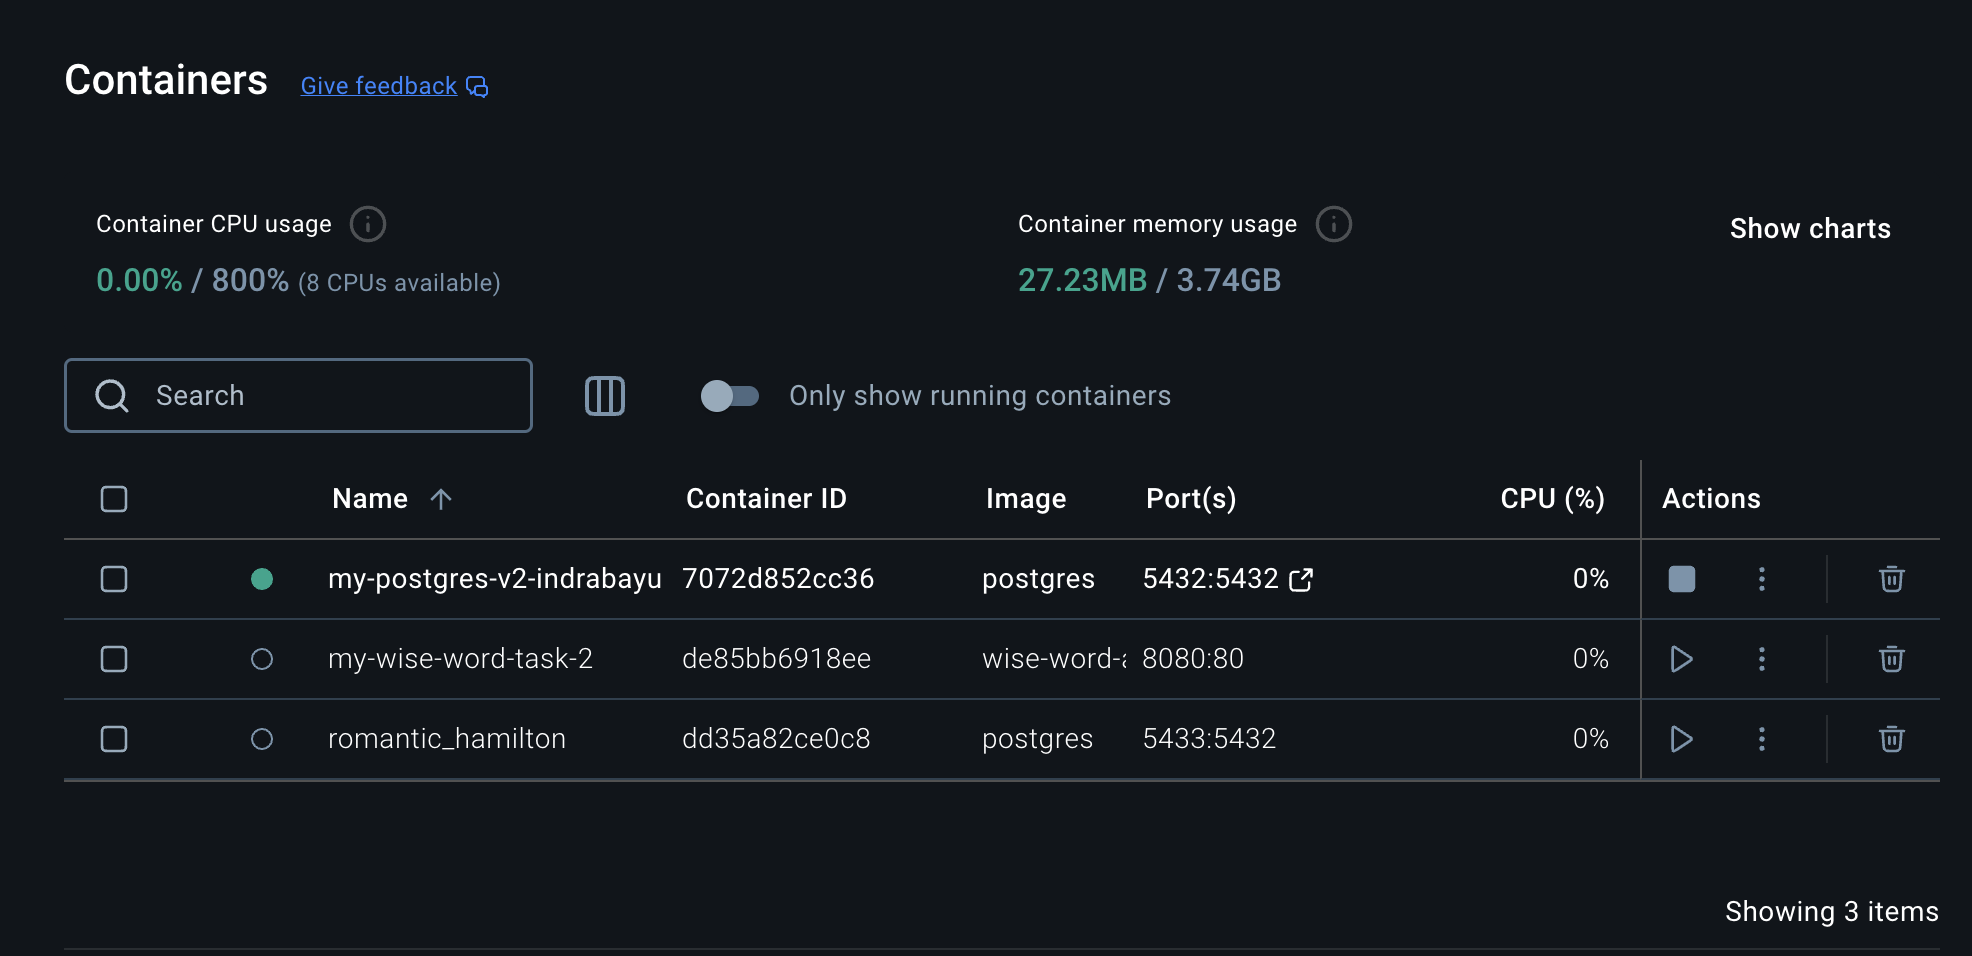 Containers Give feedback
Container CPU usage
0.00% / 800% (8 CPUs available)
Container memory usage
27.23MB / 3.74GB
Show charts
Search
Only show running containers
Name Container ID Image Port(s) CPU (%) Actions
my-postgres-v2-indrabayu 7072d852cc36 postgres 5432:5432 0%
my-wise-word-task-2 de85bb6918ee wise-word- 8080:80 0%
romantic_hamilton dd35a82ce0c8 postgres 5433:5432 0%
Showing 3 items